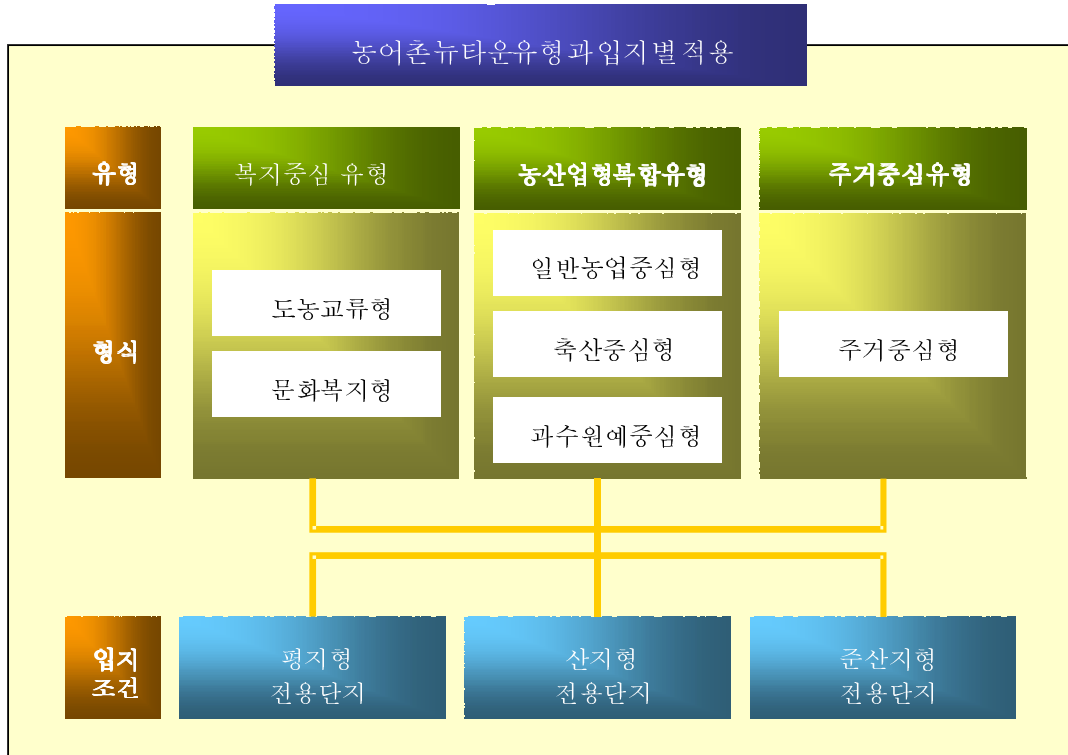 농어촌뉴타운유형과입지별적용
유형
복지중심 유형
농산업형복합유형
주거중심유형
형식
도농교류형
문화복지형
일반농업중심형
축산중심형
과수원예중심형
주거중심형
입지
조건
평지형
전용단지
산지형
전용단지
준산지형
전용단지